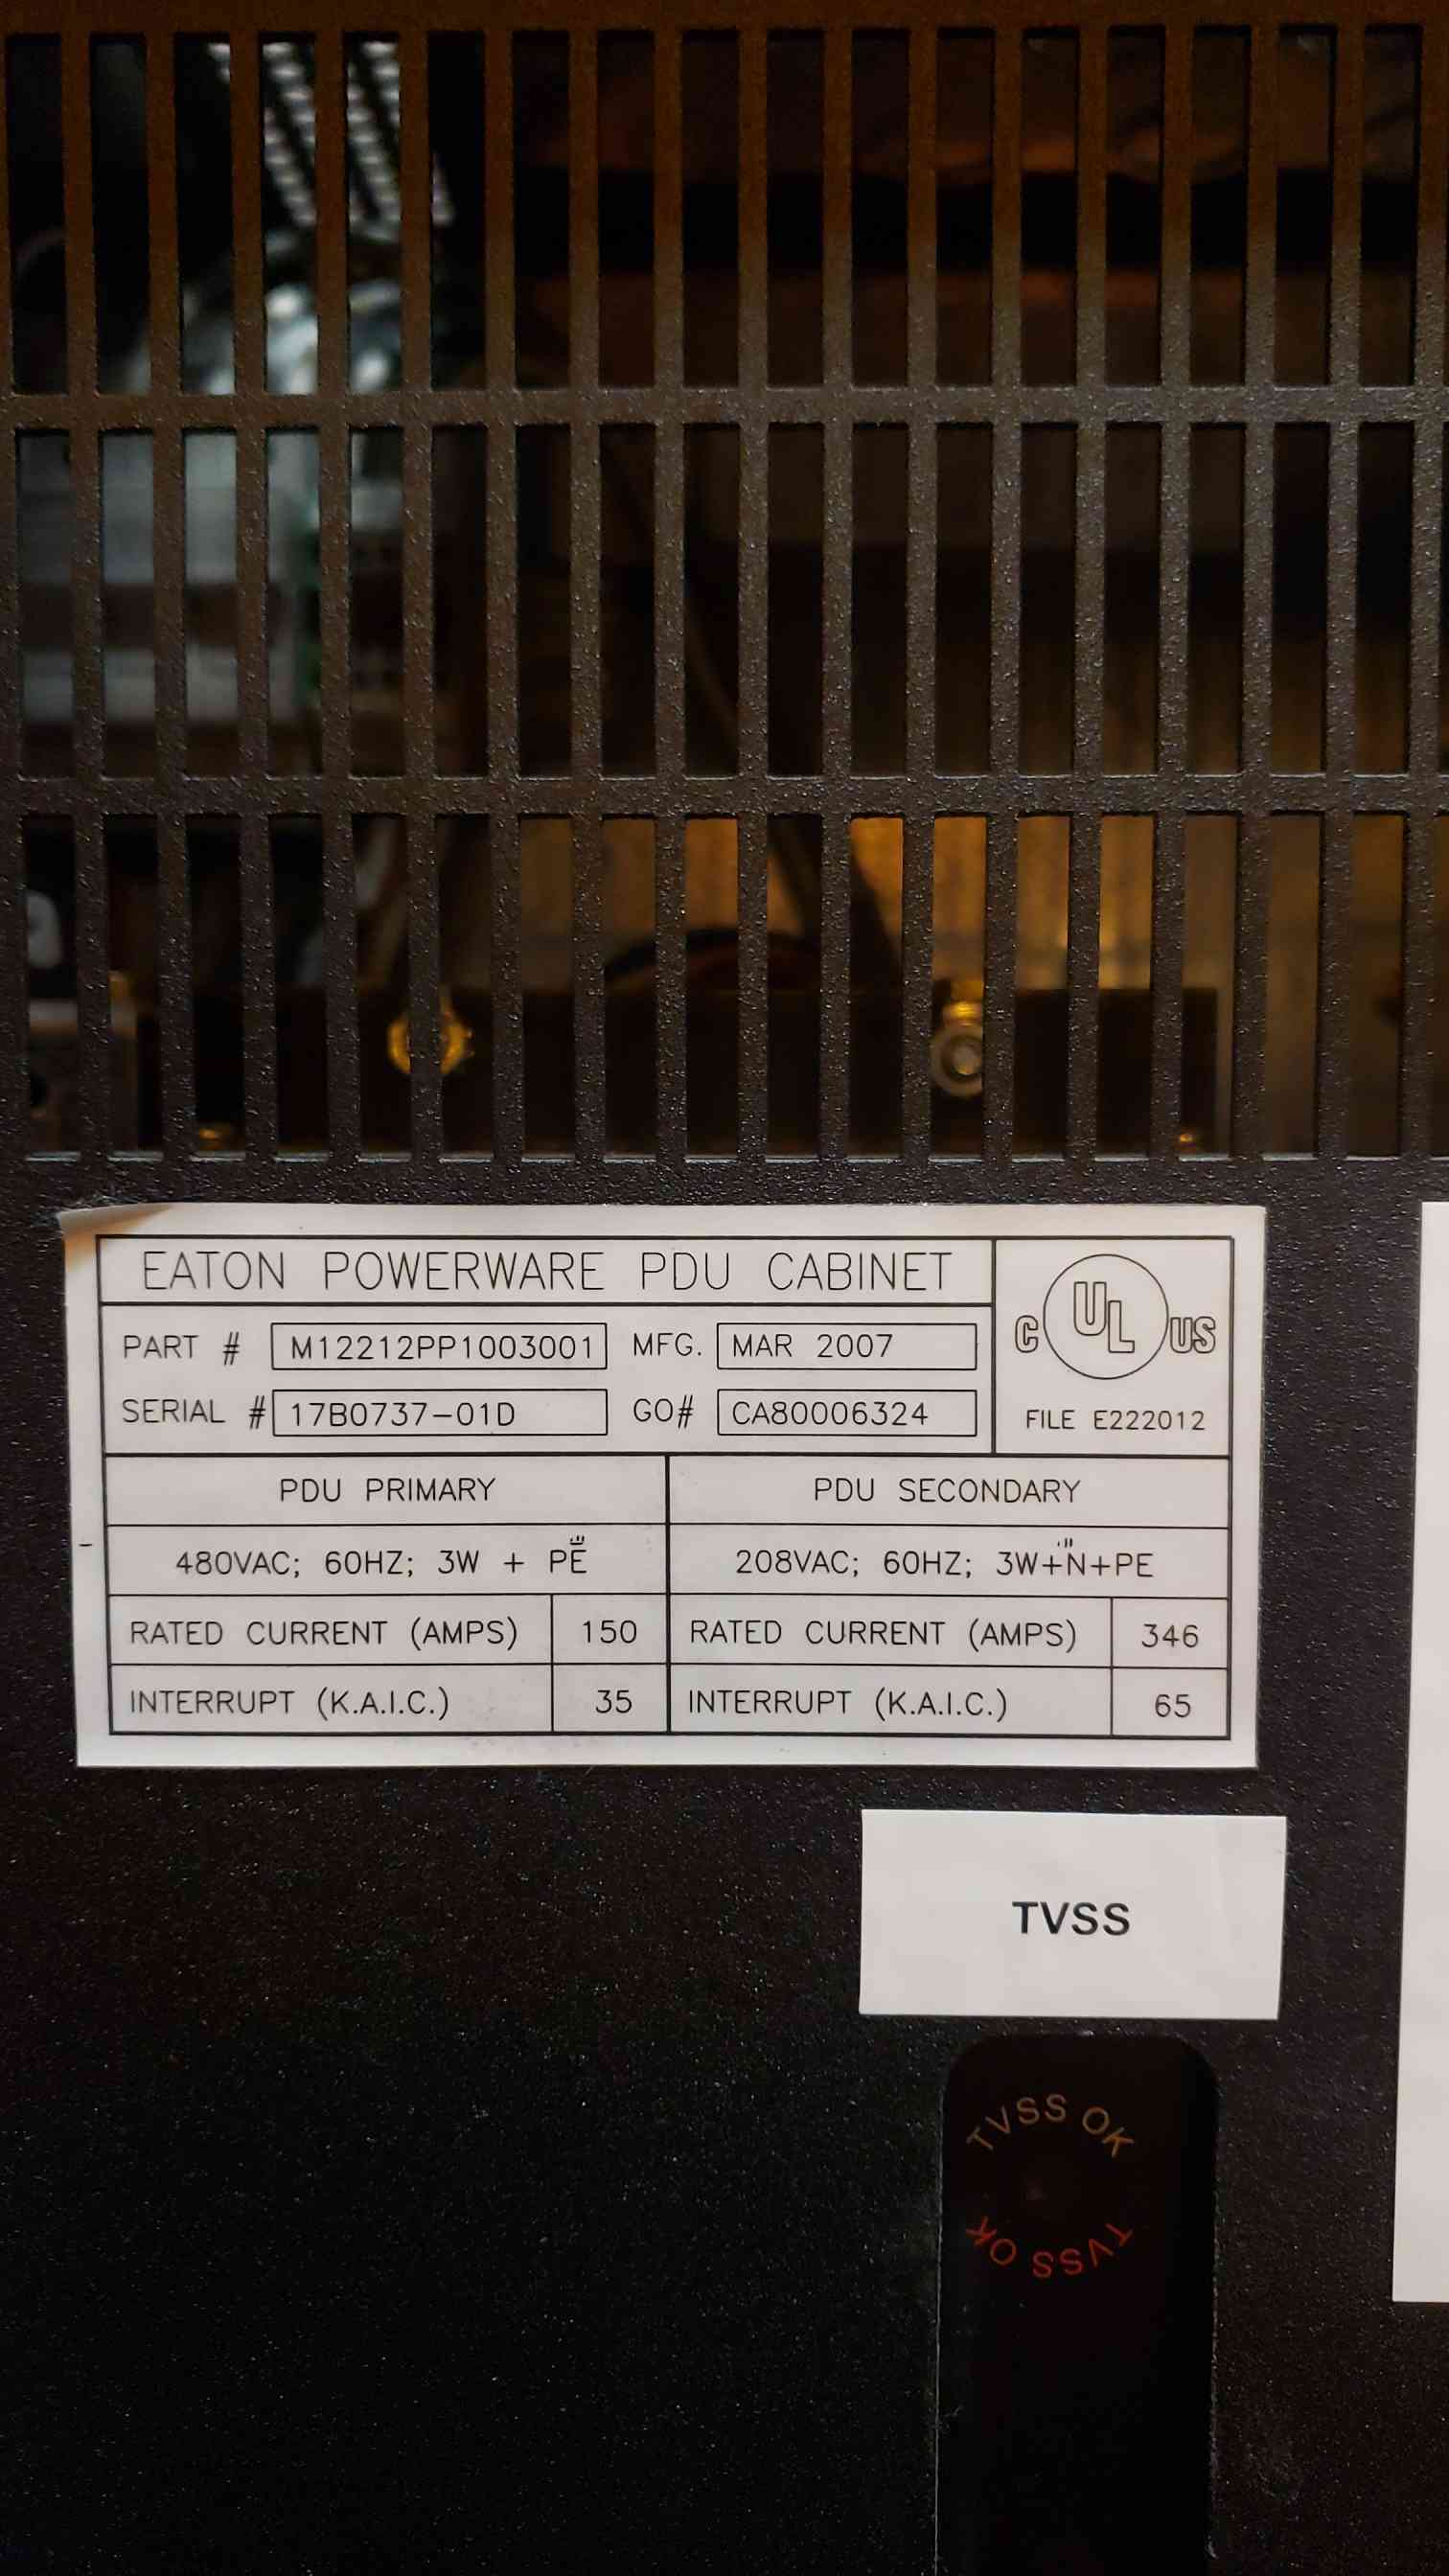 EATON POWERWARE PDU CABINET
PART # M12212PP1003001 MFG. MAR 2007
SERIAL # 17B0737-01D GO# CA80006324
C UL US
FILE E222012
PDU PRIMARY PDU SECONDARY
480VAC; 60HZ; 3W + PE 208VAC; 60HZ; 3W+N+PE
RATED CURRENT (AMPS) 150 RATED CURRENT (AMPS) 346
INTERRUPT (K.A.I.C.) 35 INTERRUPT (K.A.I.C.) 65
TVSS
TVSS OK
TVSS OK